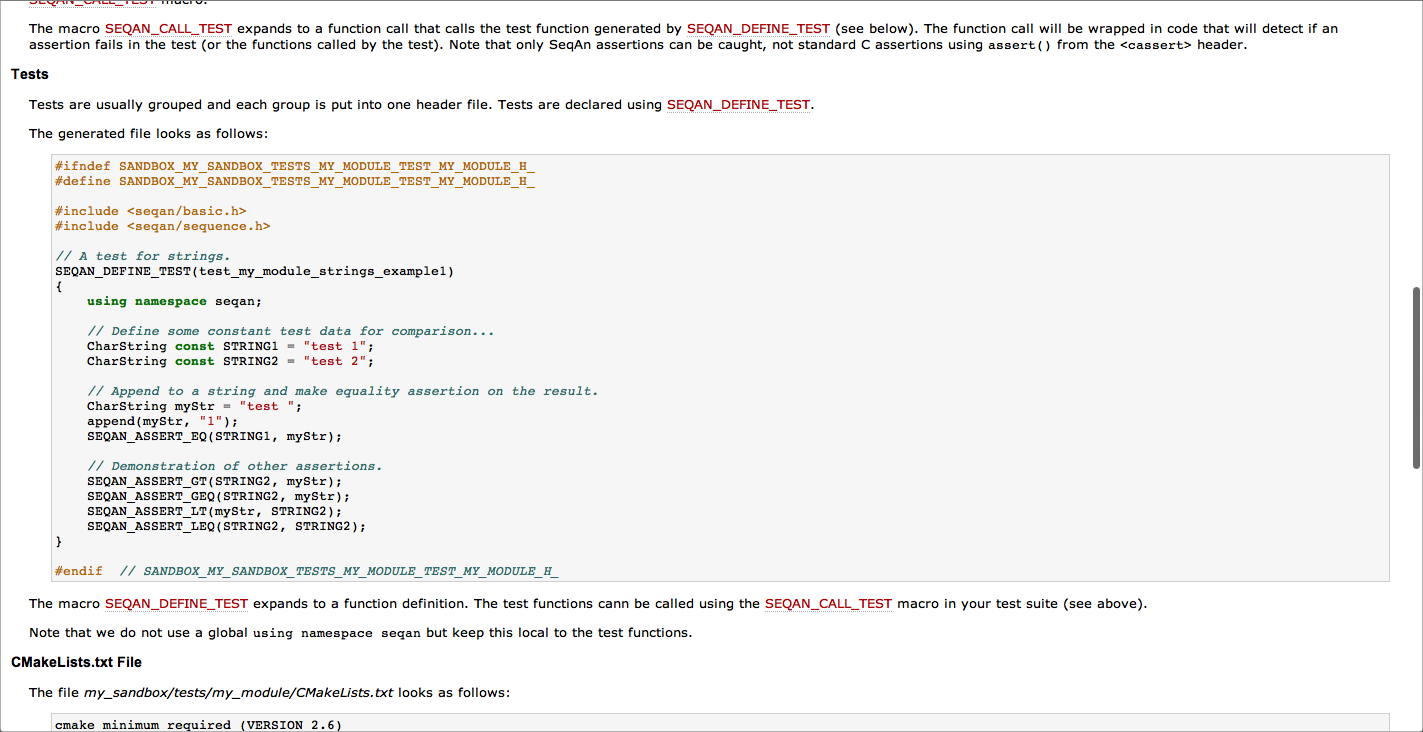 SEQAN_CALL_TEST macro.
The macro SEQAN_CALL_TEST expands to a function call that calls the test function generated by SEQAN_DEFINE_TEST (see below). The function call will be wrapped in code that will detect if an
assertion fails in the test (or the functions called by the test). Note that only SeqAn assertions can be caught, not standard C assertions using assert() from the <cassert> header.
Tests
Tests are usually grouped and each group is put into one header file. Tests are declared using SEQAN_DEFINE_TEST.
The generated file looks as follows:
#ifndef SANDBOX_MY_SANDBOX_TESTS_MY_MODULE_TEST_MY_MODULE_H_
#define SANDBOX_MY_SANDBOX_TESTS_MY_MODULE_TEST_MY_MODULE_H_
#include <seqan/basic.h>
#include <seqan/sequence.h>
// A test for strings.
SEQAN_DEFINE_TEST(test_my_module_strings_example1)
{
using namespace seqan;
// Define some constant test data for comparison...
CharString const STRING1 = "test 1";
CharString const STRING2 = "test 2";
// Append to a string and make equality assertion on the result.
CharString myStr = "test ";
append(myStr, "1");
SEQAN_ASSERT_EQ(STRING1, myStr);
// Demonstration of other assertions.
SEQAN_ASSERT_GT(STRING2, myStr);
SEQAN_ASSERT_GEQ(STRING2, myStr);
SEQAN_ASSERT_LT(myStr, STRING2);
SEQAN_ASSERT_LEQ(STRING2, STRING2);
}
#endif  // SANDBOX_MY_SANDBOX_TESTS_MY_MODULE_TEST_MY_MODULE_H_
The macro SEQAN_DEFINE_TEST expands to a function definition. The test functions cann be called using the SEQAN_CALL_TEST macro in your test suite (see above).
Note that we do not use a global using namespace seqan but keep this local to the test functions.
CMakeLists.txt File
The file my_sandbox/tests/my_module/CMakeLists.txt looks as follows:
cmake_minimum_required (VERSION 2.6)